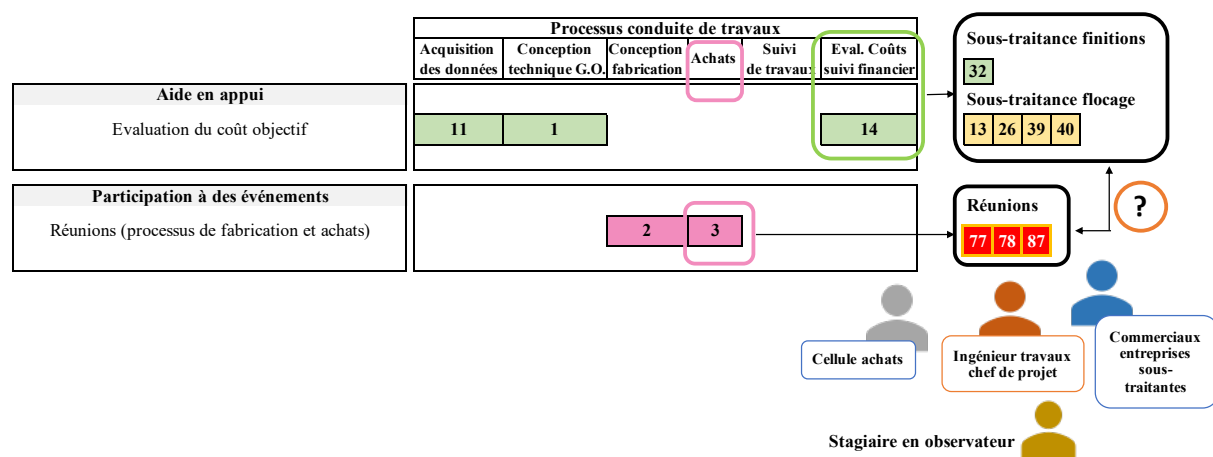 Processus conduite de travaux
Acquisition des données
Conception technique G.O.
Conception fabrication
Achats
Suivi de travaux
Eval. Coûts suivi financier
Sous-traitance finitions
32
Sous-traitance flocage
13 26 39 40
Aide en appui
Evaluation du coût objectif
11 1 14
Participation à des événements
Réunions (processus de fabrication et achats)
2 3
Réunions
77 78 87
?
Cellule achats
Ingénieur travaux
chef de projet
Commerciaux
entreprises
sous-
traitantes
Stagiaire en observateur